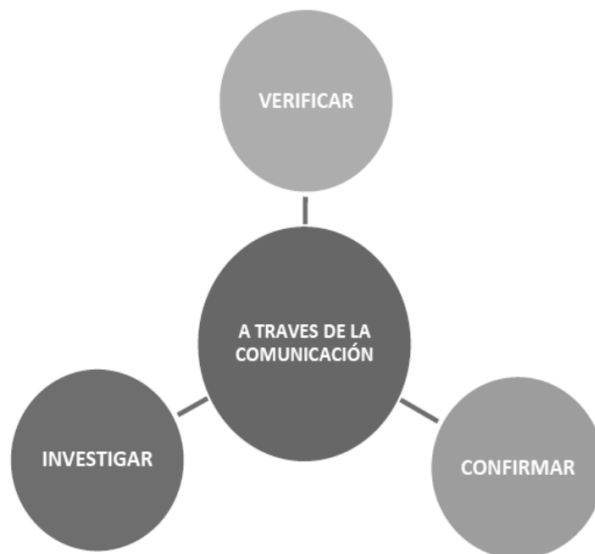 VERIFICAR
A TRAVES DE LA
COMUNICACIÓN
INVESTIGAR
CONFIRMAR